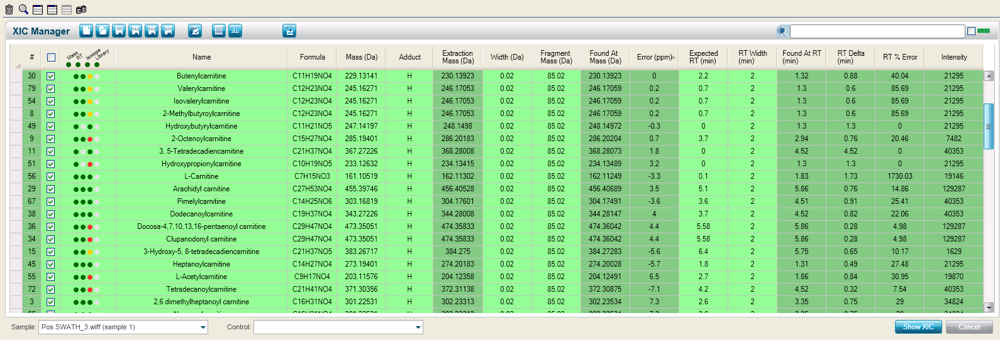 XIC Manager
MQ MV HTM
# Mass RT Isotope Library Name Formula Mass (Da) Adduct Extraction Mass (Da) Width (Da) Fragment Mass (Da) Found At Mass (Da) Error (ppm) Expected RT (min) RT Width (min) Found At RT (min) RT Delta (min) RT % Error Intensity
30 Butenylcarnitine C11H19NO4 229.13141 H 230.13923 0.02 85.02 230.13923 0 2.2 2 1.32 0.88 40.04 21295
79 Valerylcarnitine C12H23NO4 245.16271 H 246.17053 0.02 85.02 246.17059 0.2 0.7 2 1.3 0.6 85.69 21295
54 Isovalerylcarnitine C12H23NO4 245.16271 H 246.17053 0.02 85.02 246.17059 0.2 0.7 2 1.3 0.6 85.69 21295
8 2-Methylbutyroylcarnitine C12H23NO4 245.16271 H 246.17053 0.02 85.02 246.17059 0.2 0.7 2 1.3 0.6 85.69 21295
49 Hydroxybutyrylcarnitine C11H21NO5 247.14197 H 248.1498 0.02 85.02 248.14972 -0.3 0 2 1.3 1.3 0 21295
9 2-Octenoylcarnitine C15H27NO4 285.19401 H 286.20183 0.02 85.02 286.20204 0.7 3.7 2 2.94 0.76 20.46 7482
11 3, 5-Tetradecadiencarnitine C21H37NO4 367.27226 H 368.28008 0.02 85.02 368.28073 1.8 0 2 4.52 4.52 0 40353
51 Hydroxypropionylcarnitine C10H19NO5 233.12632 H 234.13415 0.02 85.02 234.13489 3.2 0 2 1.3 1.3 0 21295
56 L-Carnitine C7H15NO3 161.10519 H 162.11302 0.02 85.02 162.11249 -3.3 0.1 2 1.83 1.73 1730.03 19146
29 Arachidyl carnitine C27H53NO4 455.39746 H 456.40528 0.02 85.02 456.40689 3.5 5.1 2 5.86 0.76 14.86 129287
67 Pimelylcarnitine C14H25NO6 303.16819 H 304.17601 0.02 85.02 304.17491 -3.6 3.6 2 4.51 0.91 25.41 40353
38 Dodecanoylcarnitine C19H37NO4 343.27226 H 344.28008 0.02 85.02 344.28147 4 3.7 2 4.52 0.82 22.06 40353
36 Docosa-4,7,10,13,16-pentaenoyl carnitine C29H47NO4 473.35051 H 474.35833 0.02 85.02 474.36042 4.4 5.58 2 5.86 0.28 4.98 129287
34 Clupanodonyl carnitine C29H47NO4 473.35051 H 474.35833 0.02 85.02 474.36042 4.4 5.58 2 5.86 0.28 4.98 129287
15 3-Hydroxy-5, 8-tetradecadiencarnitine C21H37NO5 383.26717 H 384.275 0.02 85.02 384.27283 -5.6 6.4 2 5.75 0.65 10.17 1629
45 Heptanoylcarnitine C14H27NO4 273.19401 H 274.20183 0.02 85.02 274.20028 -5.7 1.8 2 1.31 0.49 27.48 21295
55 L-Acetylcarnitine C9H17NO4 203.11576 H 204.12358 0.02 85.02 204.12491 6.5 2.7 2 1.86 0.84 30.95 19870
72 Tetradecanoylcarnitine C21H41NO4 371.30356 H 372.31138 0.02 85.02 372.30875 -7.1 4.2 2 4.52 0.32 7.54 40353
3 2,6 dimethylheptanoyl carnitine C16H31NO4 301.22531 H 302.23313 0.02 85.02 302.23534 7.3 2.6 2 3.35 0.75 29 34824
Sample: Pos SWATH_3.wiff (sample 1) Control: Show XIC Cancel